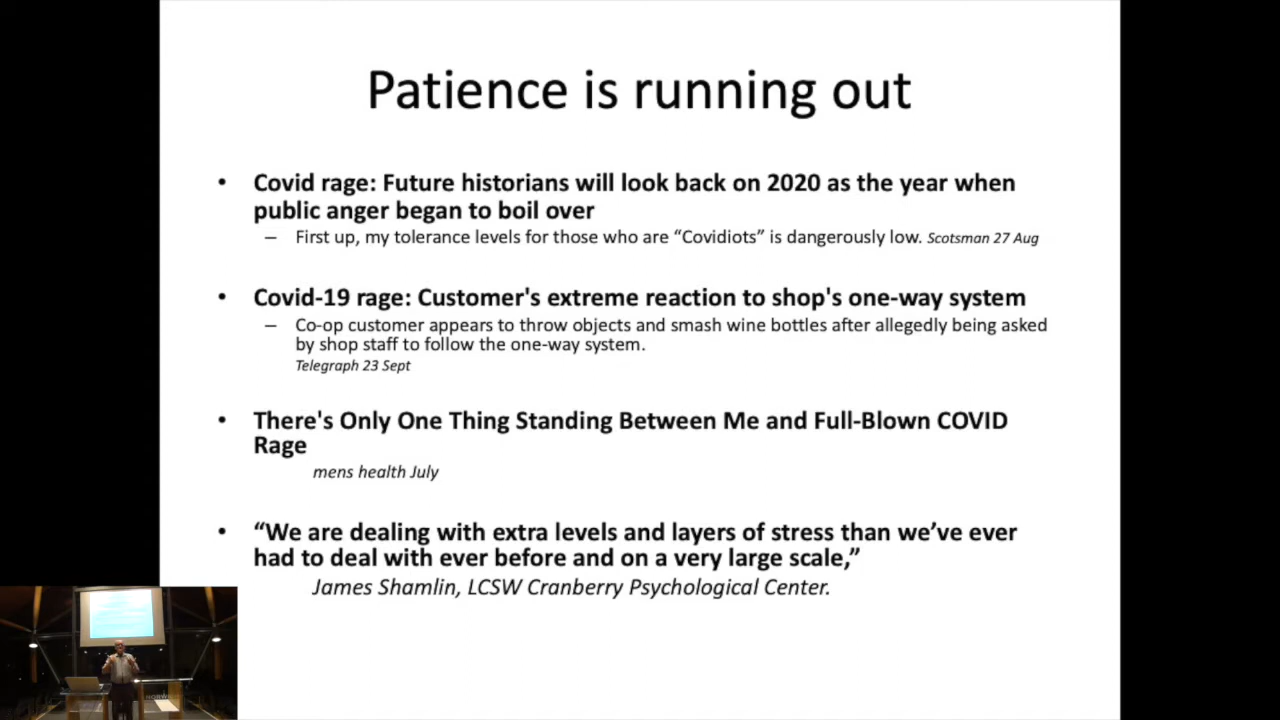 Patience is running out
• Covid rage: Future historians will look back on 2020 as the year when
public anger began to boil over
– First up, my tolerance levels for those who are “Covidiots” is dangerously low. Scotsman 27 Aug
• Covid-19 rage: Customer's extreme reaction to shop's one-way system
– Co-op customer appears to throw objects and smash wine bottles after allegedly being asked
by shop staff to follow the one-way system.
Telegraph 23 Sept
• There's Only One Thing Standing Between Me and Full-Blown COVID
Rage
mens health July
• “We are dealing with extra levels and layers of stress than we’ve ever
had to deal with ever before and on a very large scale,”
James Shamlin, LCSW Cranberry Psychological Center.